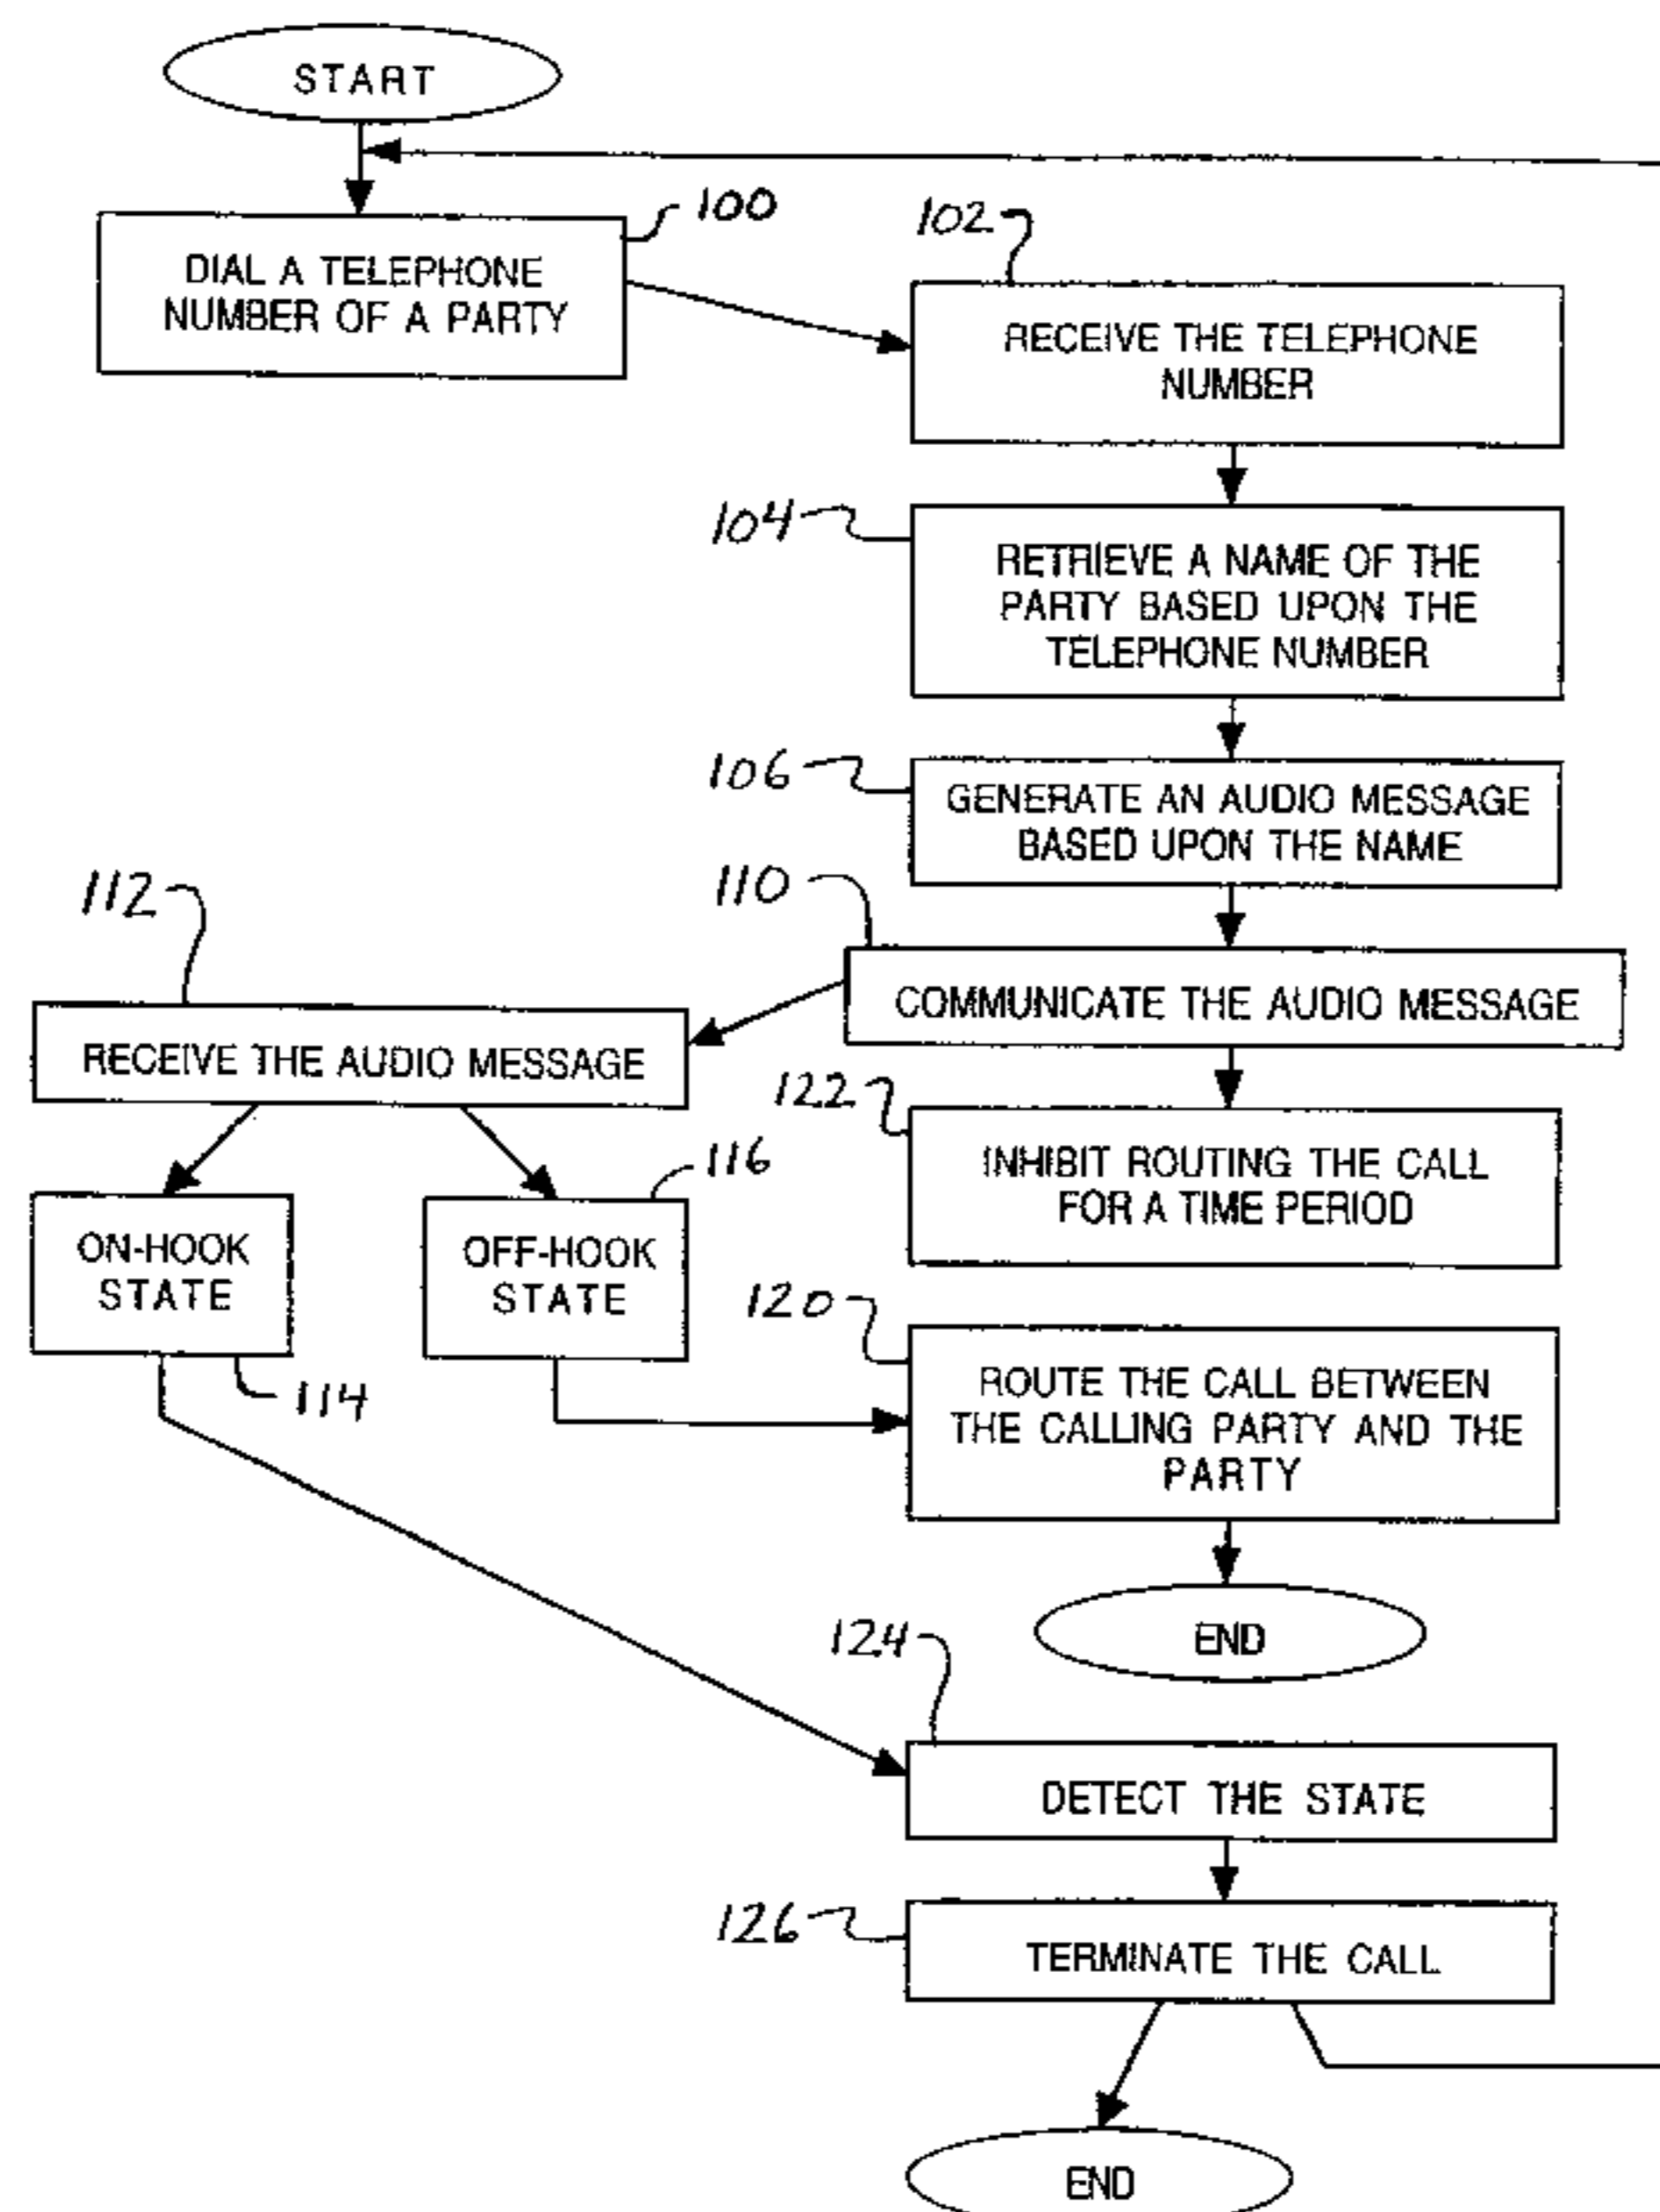 START
100
DIAL A TELEPHONE
NUMBER OF A PARTY
102
RECEIVE THE TELEPHONE
NUMBER
104
RETRIEVE A NAME OF THE
PARTY BASED UPON THE
TELEPHONE NUMBER
106
GENERATE AN AUDIO MESSAGE
BASED UPON THE NAME
110
COMMUNICATE THE AUDIO MESSAGE
112
RECEIVE THE AUDIO MESSAGE
122
INHIBIT ROUTING THE CALL
FOR A TIME PERIOD
116
ON-HOOK
STATE
114
OFF-HOOK
STATE
120
ROUTE THE CALL BETWEEN
THE CALLING PARTY AND THE
PARTY
END
124
DETECT THE STATE
126
TERMINATE THE CALL
END